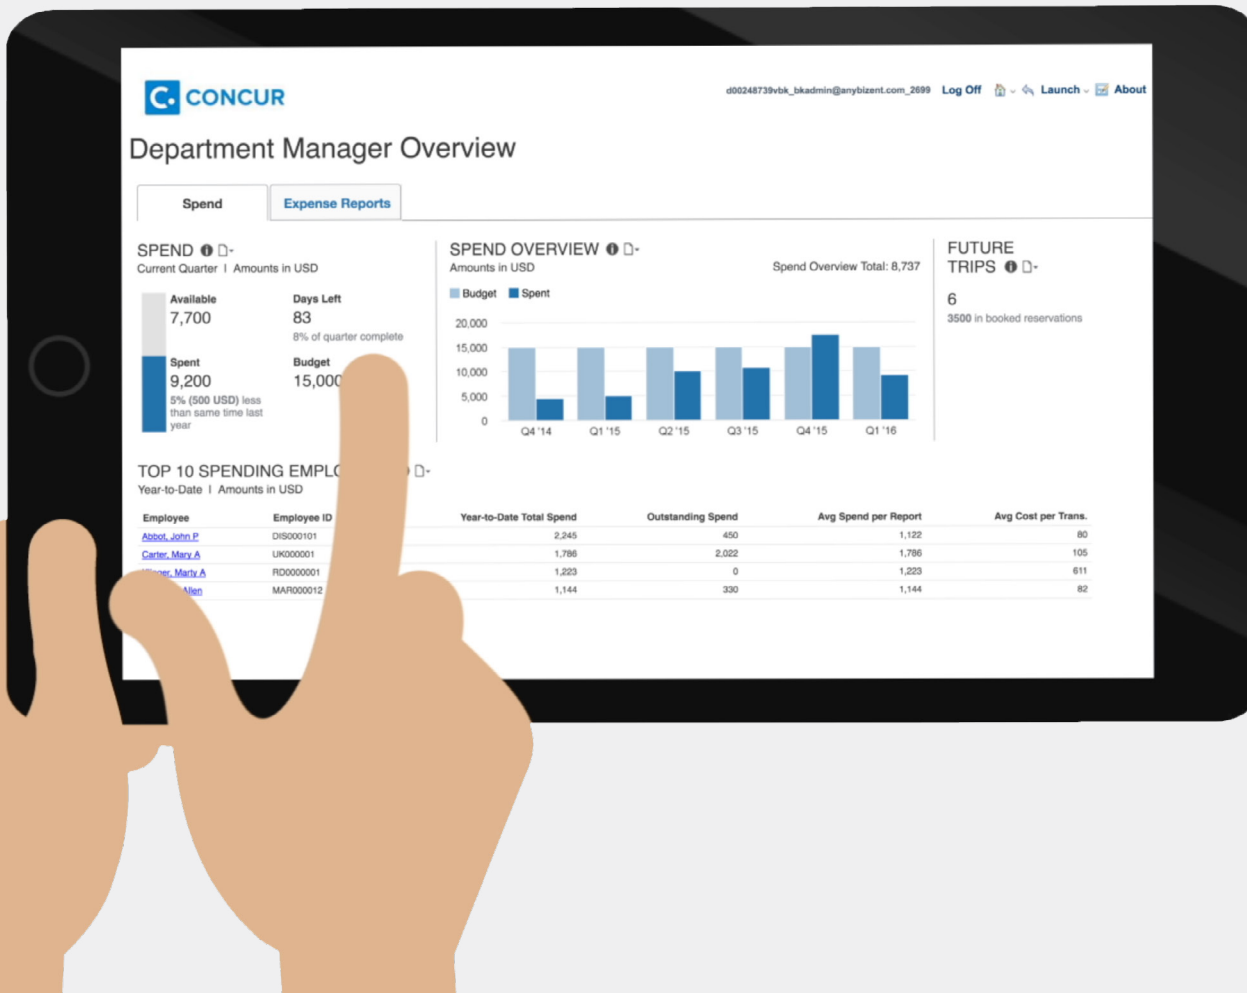 C. CONCUR
d00248739vbk_bkadmin@anybizent.com_2699 Log Off Launch About
Department Manager Overview
Spend Expense Reports
SPEND
Current Quarter | Amounts in USD
Available Days Left
7,700 83
8% of quarter complete
Spent Budget
9,200 15,000
5% (500 USD) less
than same time last
year
SPEND OVERVIEW
Amounts in USD Spend Overview Total: 8,737
Budget Spent
20,000
15,000
10,000
5,000
0
Q4 '14 Q1 '15 Q2 '15 Q3 '15 Q4 '15 Q1 '16
FUTURE
TRIPS
6
3500 in booked reservations
TOP 10 SPENDING
Year-to-Date | Amounts in USD
Employee Employee ID Year-to-Date Total Spend Outstanding Spend Avg Spend per Report Avg Cost per Trans.
Abbot, John P DIS000101 2,245 450 1,122 80
Carter, Mary A UK000001 1,786 2,022 1,786 105
Marty A RD0000001 1,223 0 1,223 611
Allen MAR000012 1,144 330 1,144 82